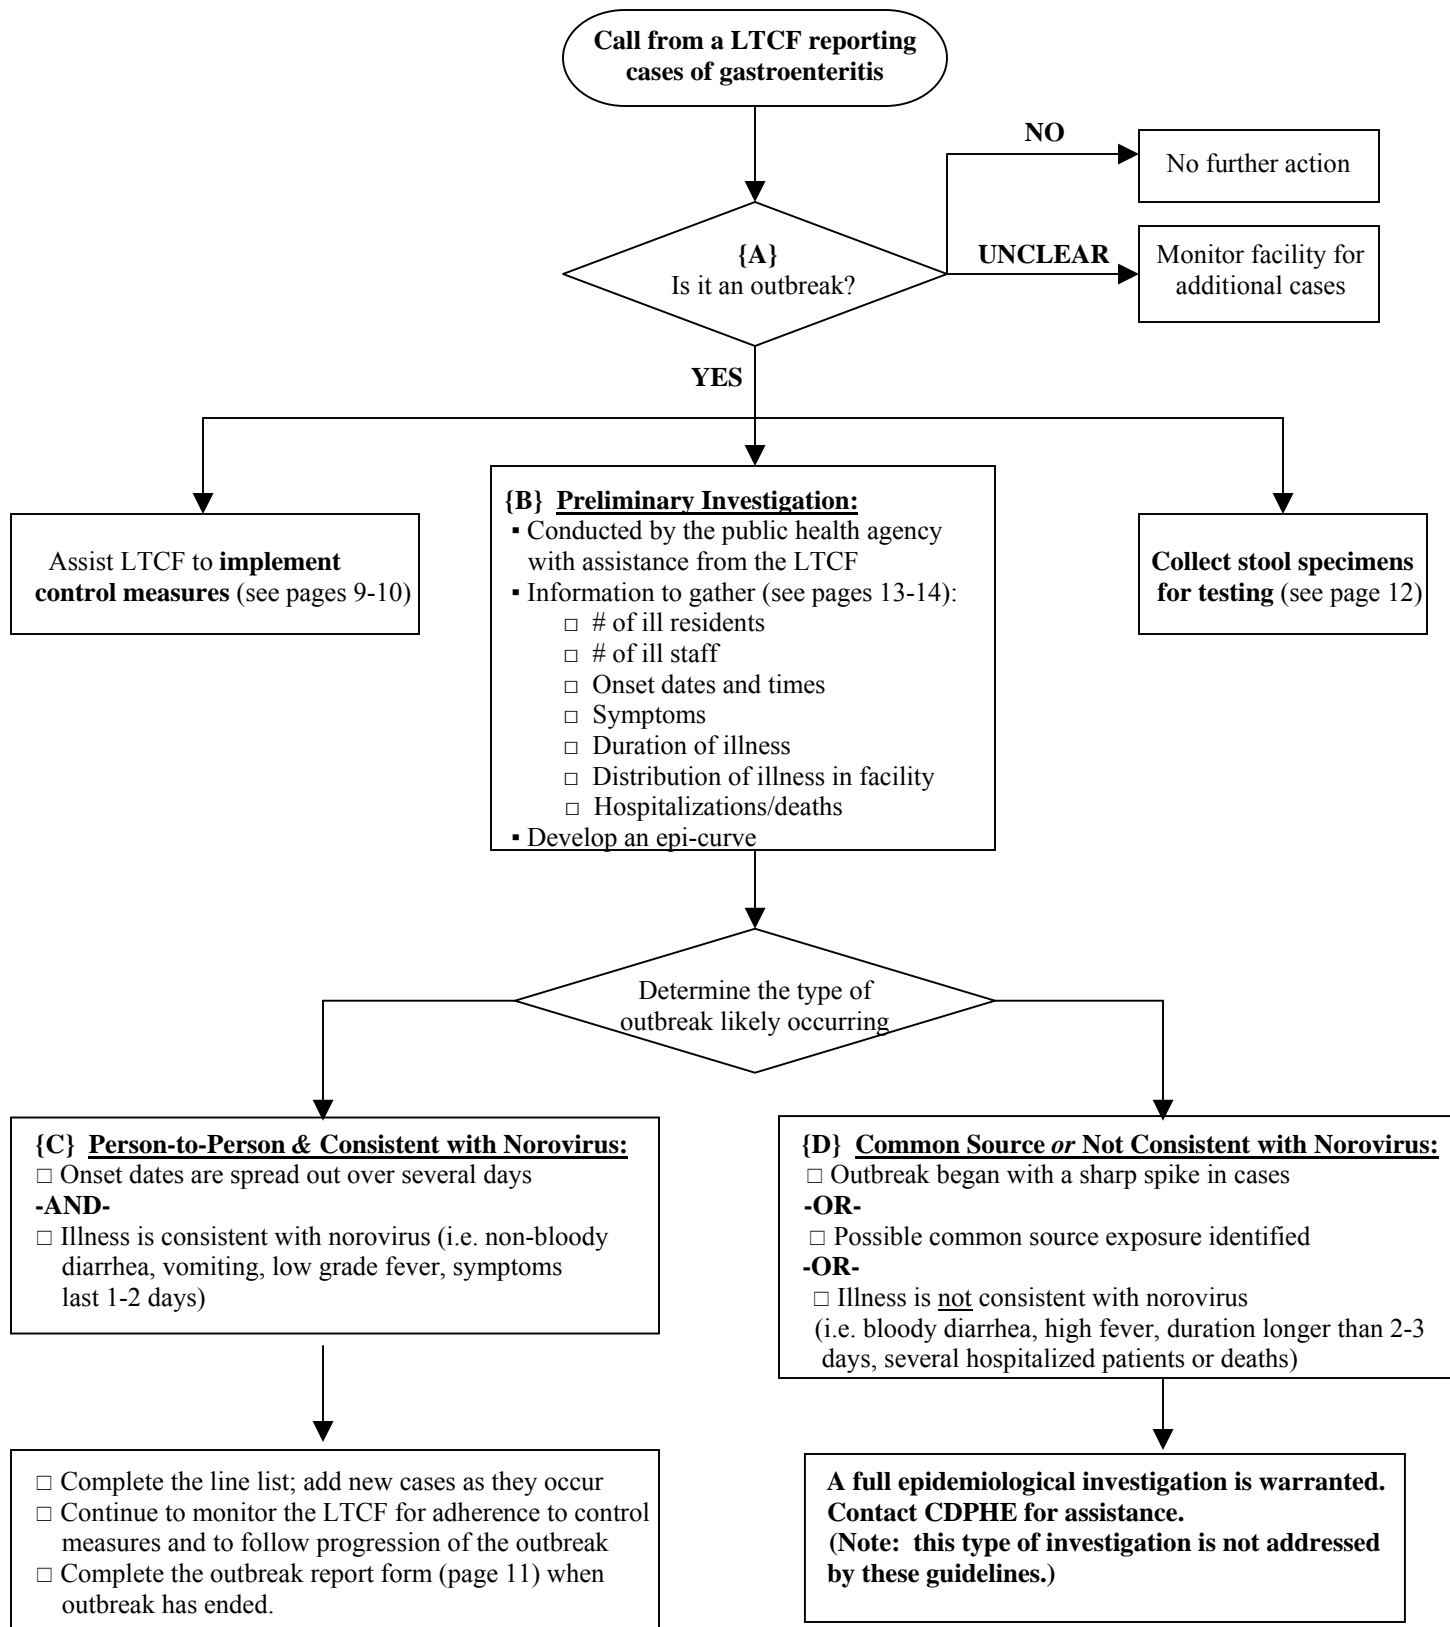 Call from a LTCF reporting
cases of gastroenteritis
NO
No further action
{A}
Is it an outbreak?
UNCLEAR
Monitor facility for
additional cases
YES
Assist LTCF to implement
control measures (see pages 9-10)
{B} Preliminary Investigation:
▪ Conducted by the public health agency
with assistance from the LTCF
▪ Information to gather (see pages 13-14):
□ # of ill residents
□ # of ill staff
□ Onset dates and times
□ Symptoms
□ Duration of illness
□ Distribution of illness in facility
□ Hospitalizations/deaths
▪ Develop an epi-curve
Collect stool specimens
for testing (see page 12)
Determine the type of
outbreak likely occurring
{C} Person-to-Person & Consistent with Norovirus:
□ Onset dates are spread out over several days
-AND-
□ Illness is consistent with norovirus (i.e. non-bloody
diarrhea, vomiting, low grade fever, symptoms
last 1-2 days)
{D} Common Source or Not Consistent with Norovirus:
□ Outbreak began with a sharp spike in cases
-OR-
□ Possible common source exposure identified
-OR-
□ Illness is not consistent with norovirus
(i.e. bloody diarrhea, high fever, duration longer than 2-3
days, several hospitalized patients or deaths)
□ Complete the line list; add new cases as they occur
□ Continue to monitor the LTCF for adherence to control
measures and to follow progression of the outbreak
□ Complete the outbreak report form (page 11) when
outbreak has ended.
A full epidemiological investigation is warranted.
Contact CDPHE for assistance.
(Note: this type of investigation is not addressed
by these guidelines.)